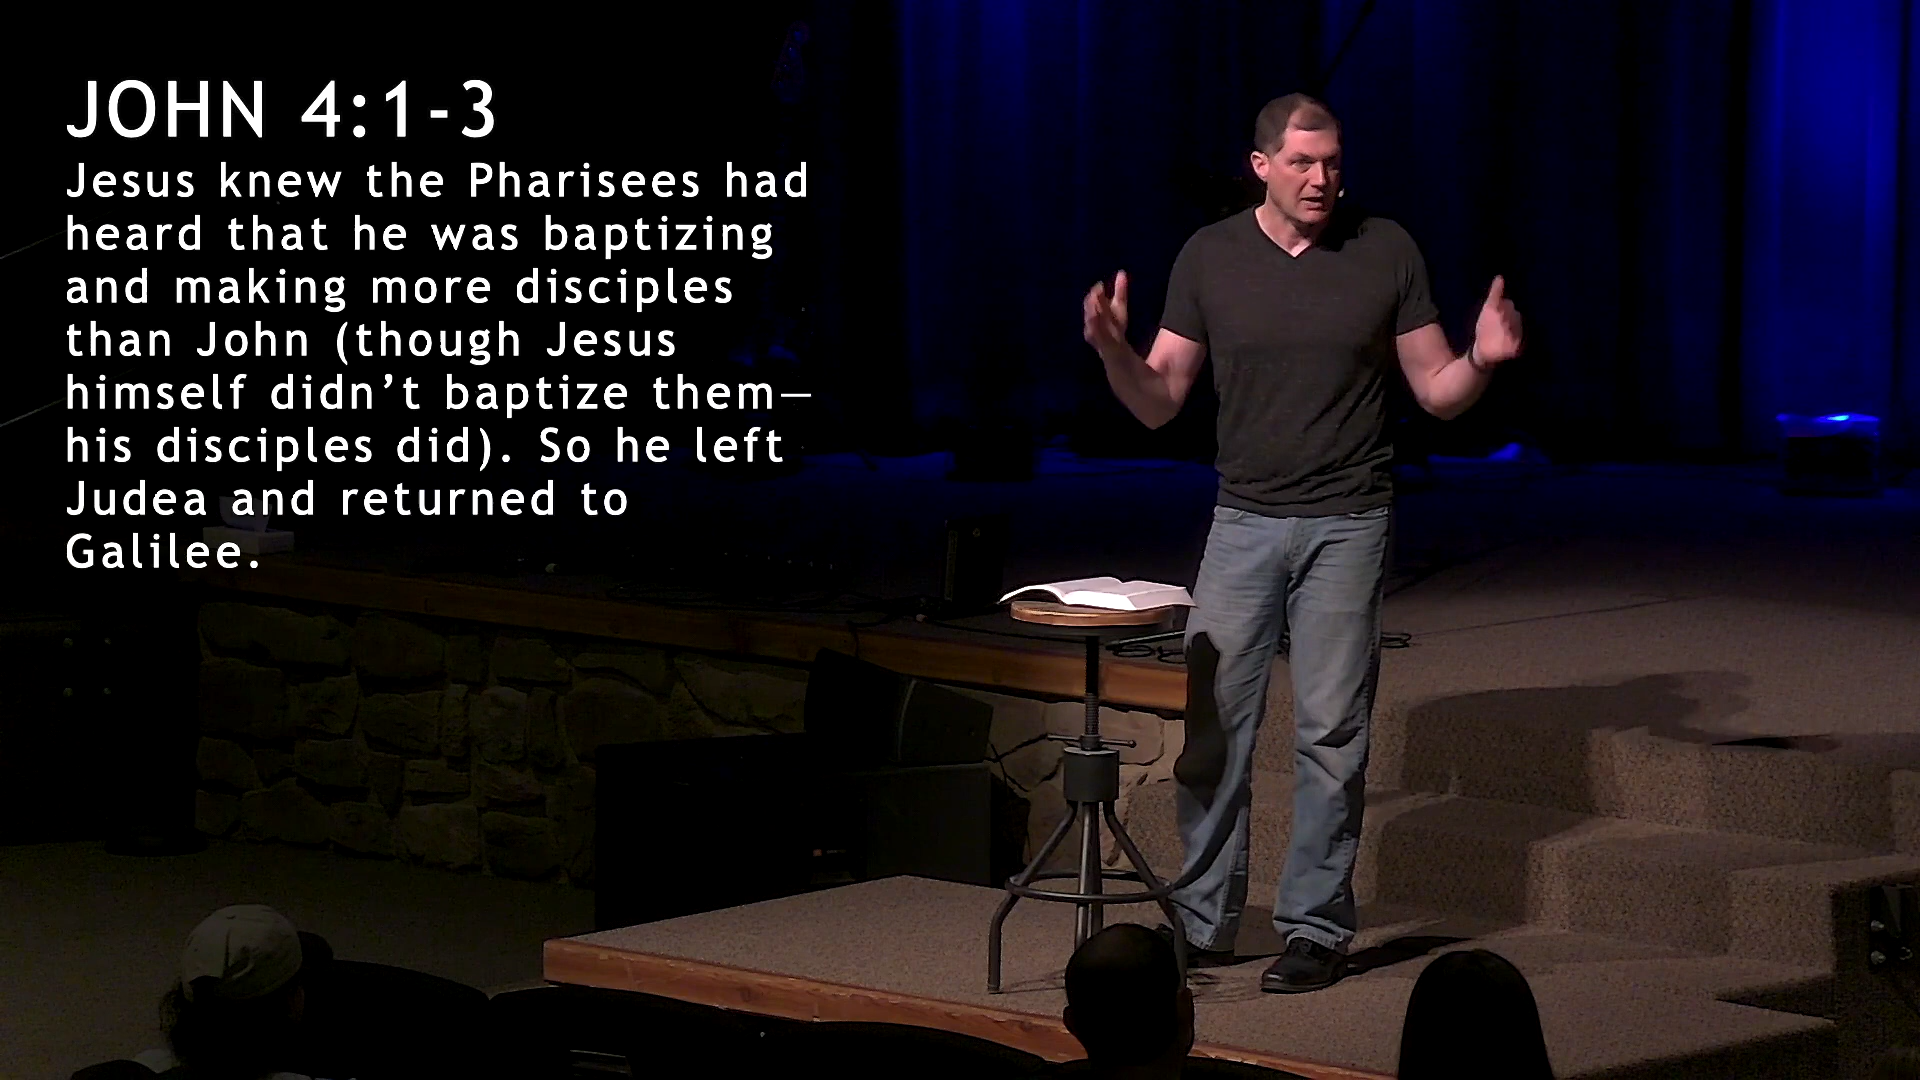 JOHN 4:1-3
Jesus knew the Pharisees had
heard that he was baptizing
and making more disciples
than John (though Jesus
himself didn’t baptize them—
his disciples did). So he left
Judea and returned to
Galilee.